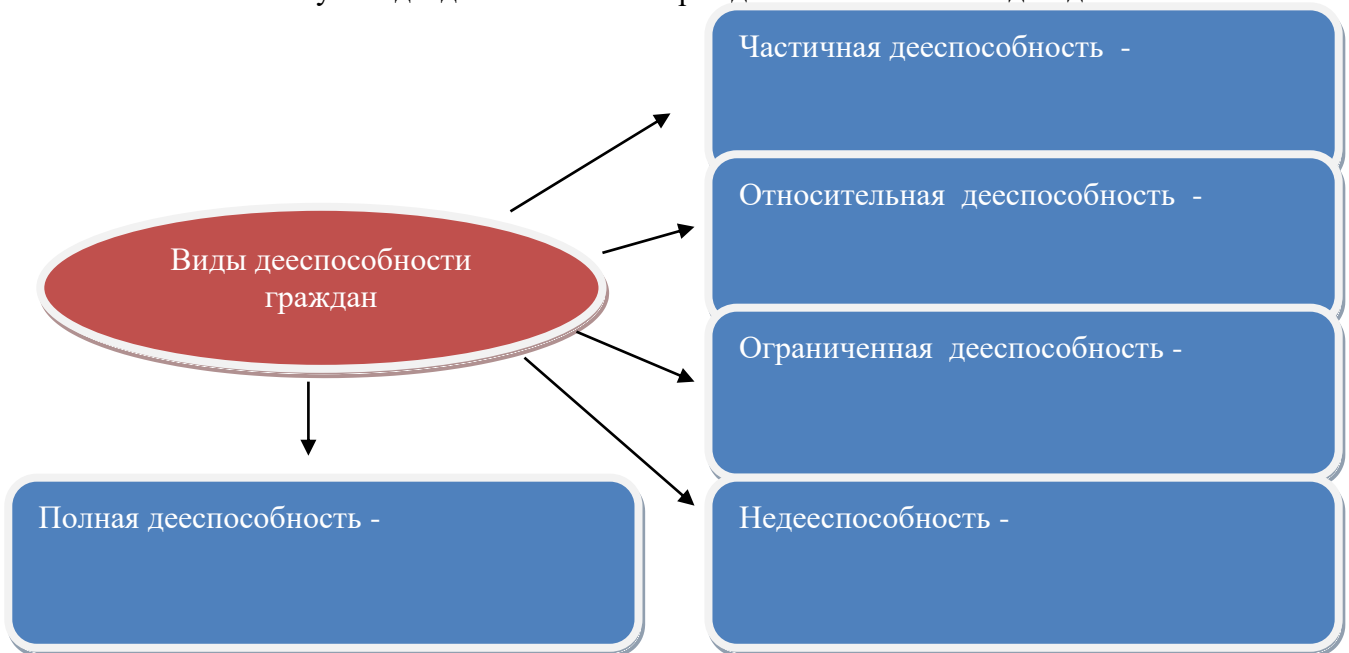 Частичная дееспособность -
Относительная дееспособность -
Виды дееспособности
граждан
Ограниченная дееспособность -
Полная дееспособность -
Недееспособность -